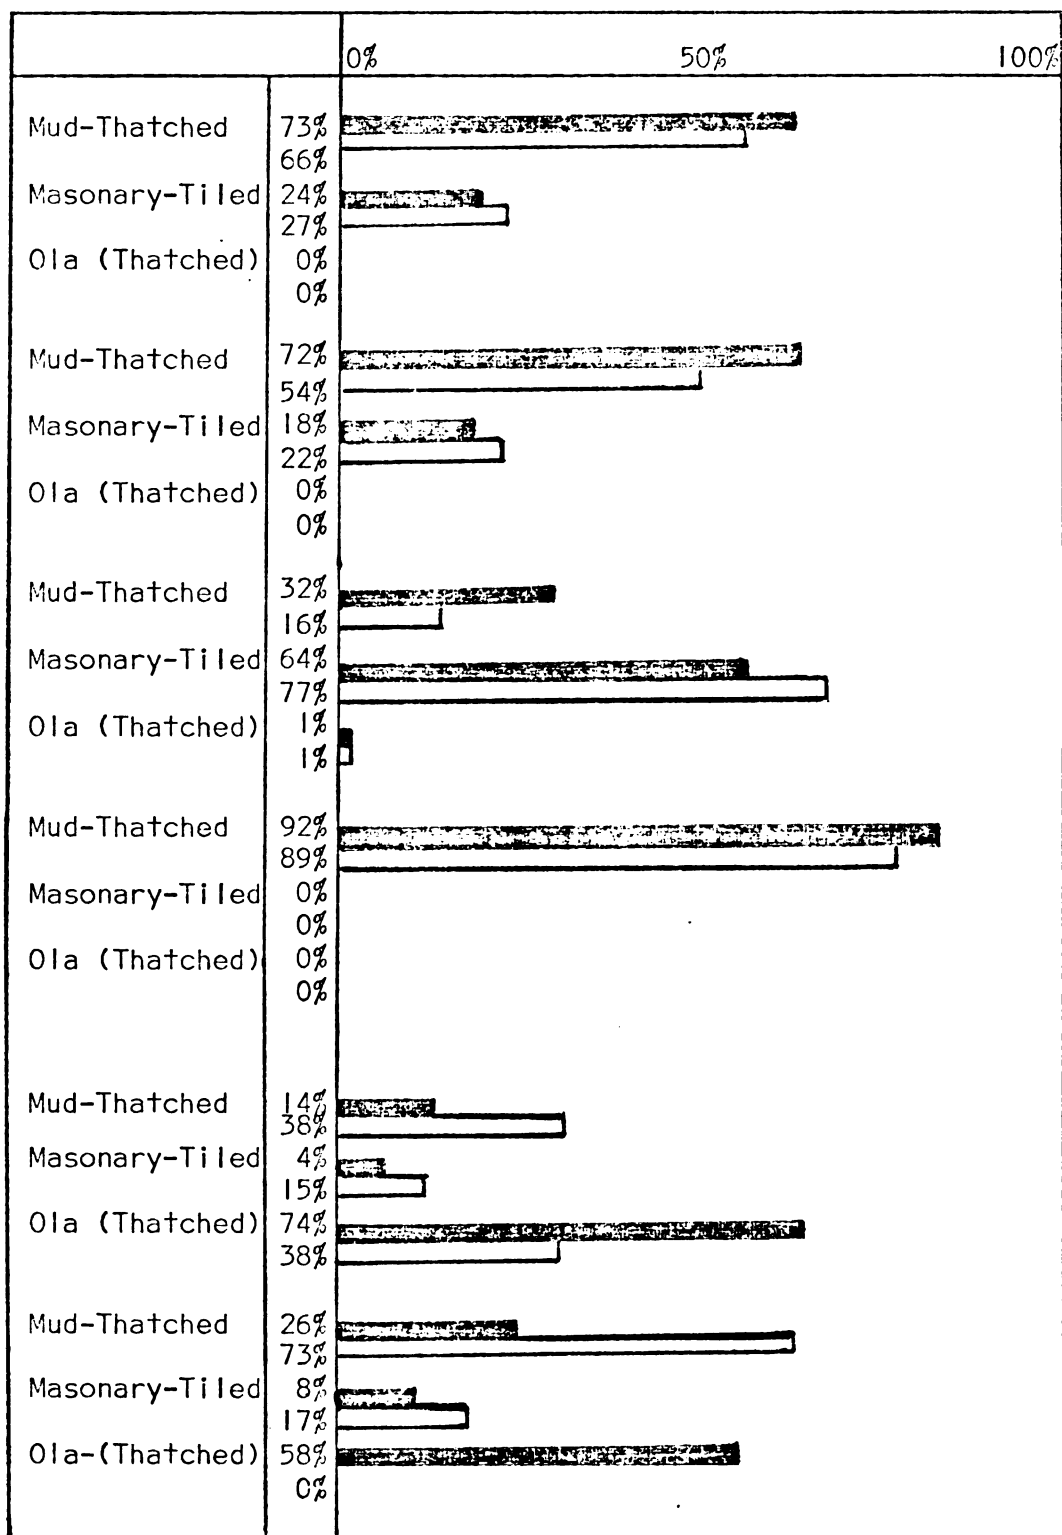 0% 50% 100%
Mud-Thatched 73%
66%
Masonary-Tiled 24%
27%
Ola (Thatched) 0%
0%
Mud-Thatched 72%
54%
Masonary-Tiled 18%
22%
Ola (Thatched) 0%
0%
Mud-Thatched 32%
16%
Masonary-Tiled 64%
77%
Ola (Thatched) 1%
1%
Mud-Thatched 92%
89%
Masonary-Tiled 0%
0%
Ola (Thatched) 0%
0%
Mud-Thatched 14%
38%
Masonary-Tiled 4%
15%
Ola (Thatched) 74%
38%
Mud-Thatched 26%
73%
Masonary-Tiled 8%
17%
Ola-(Thatched) 58%
0%